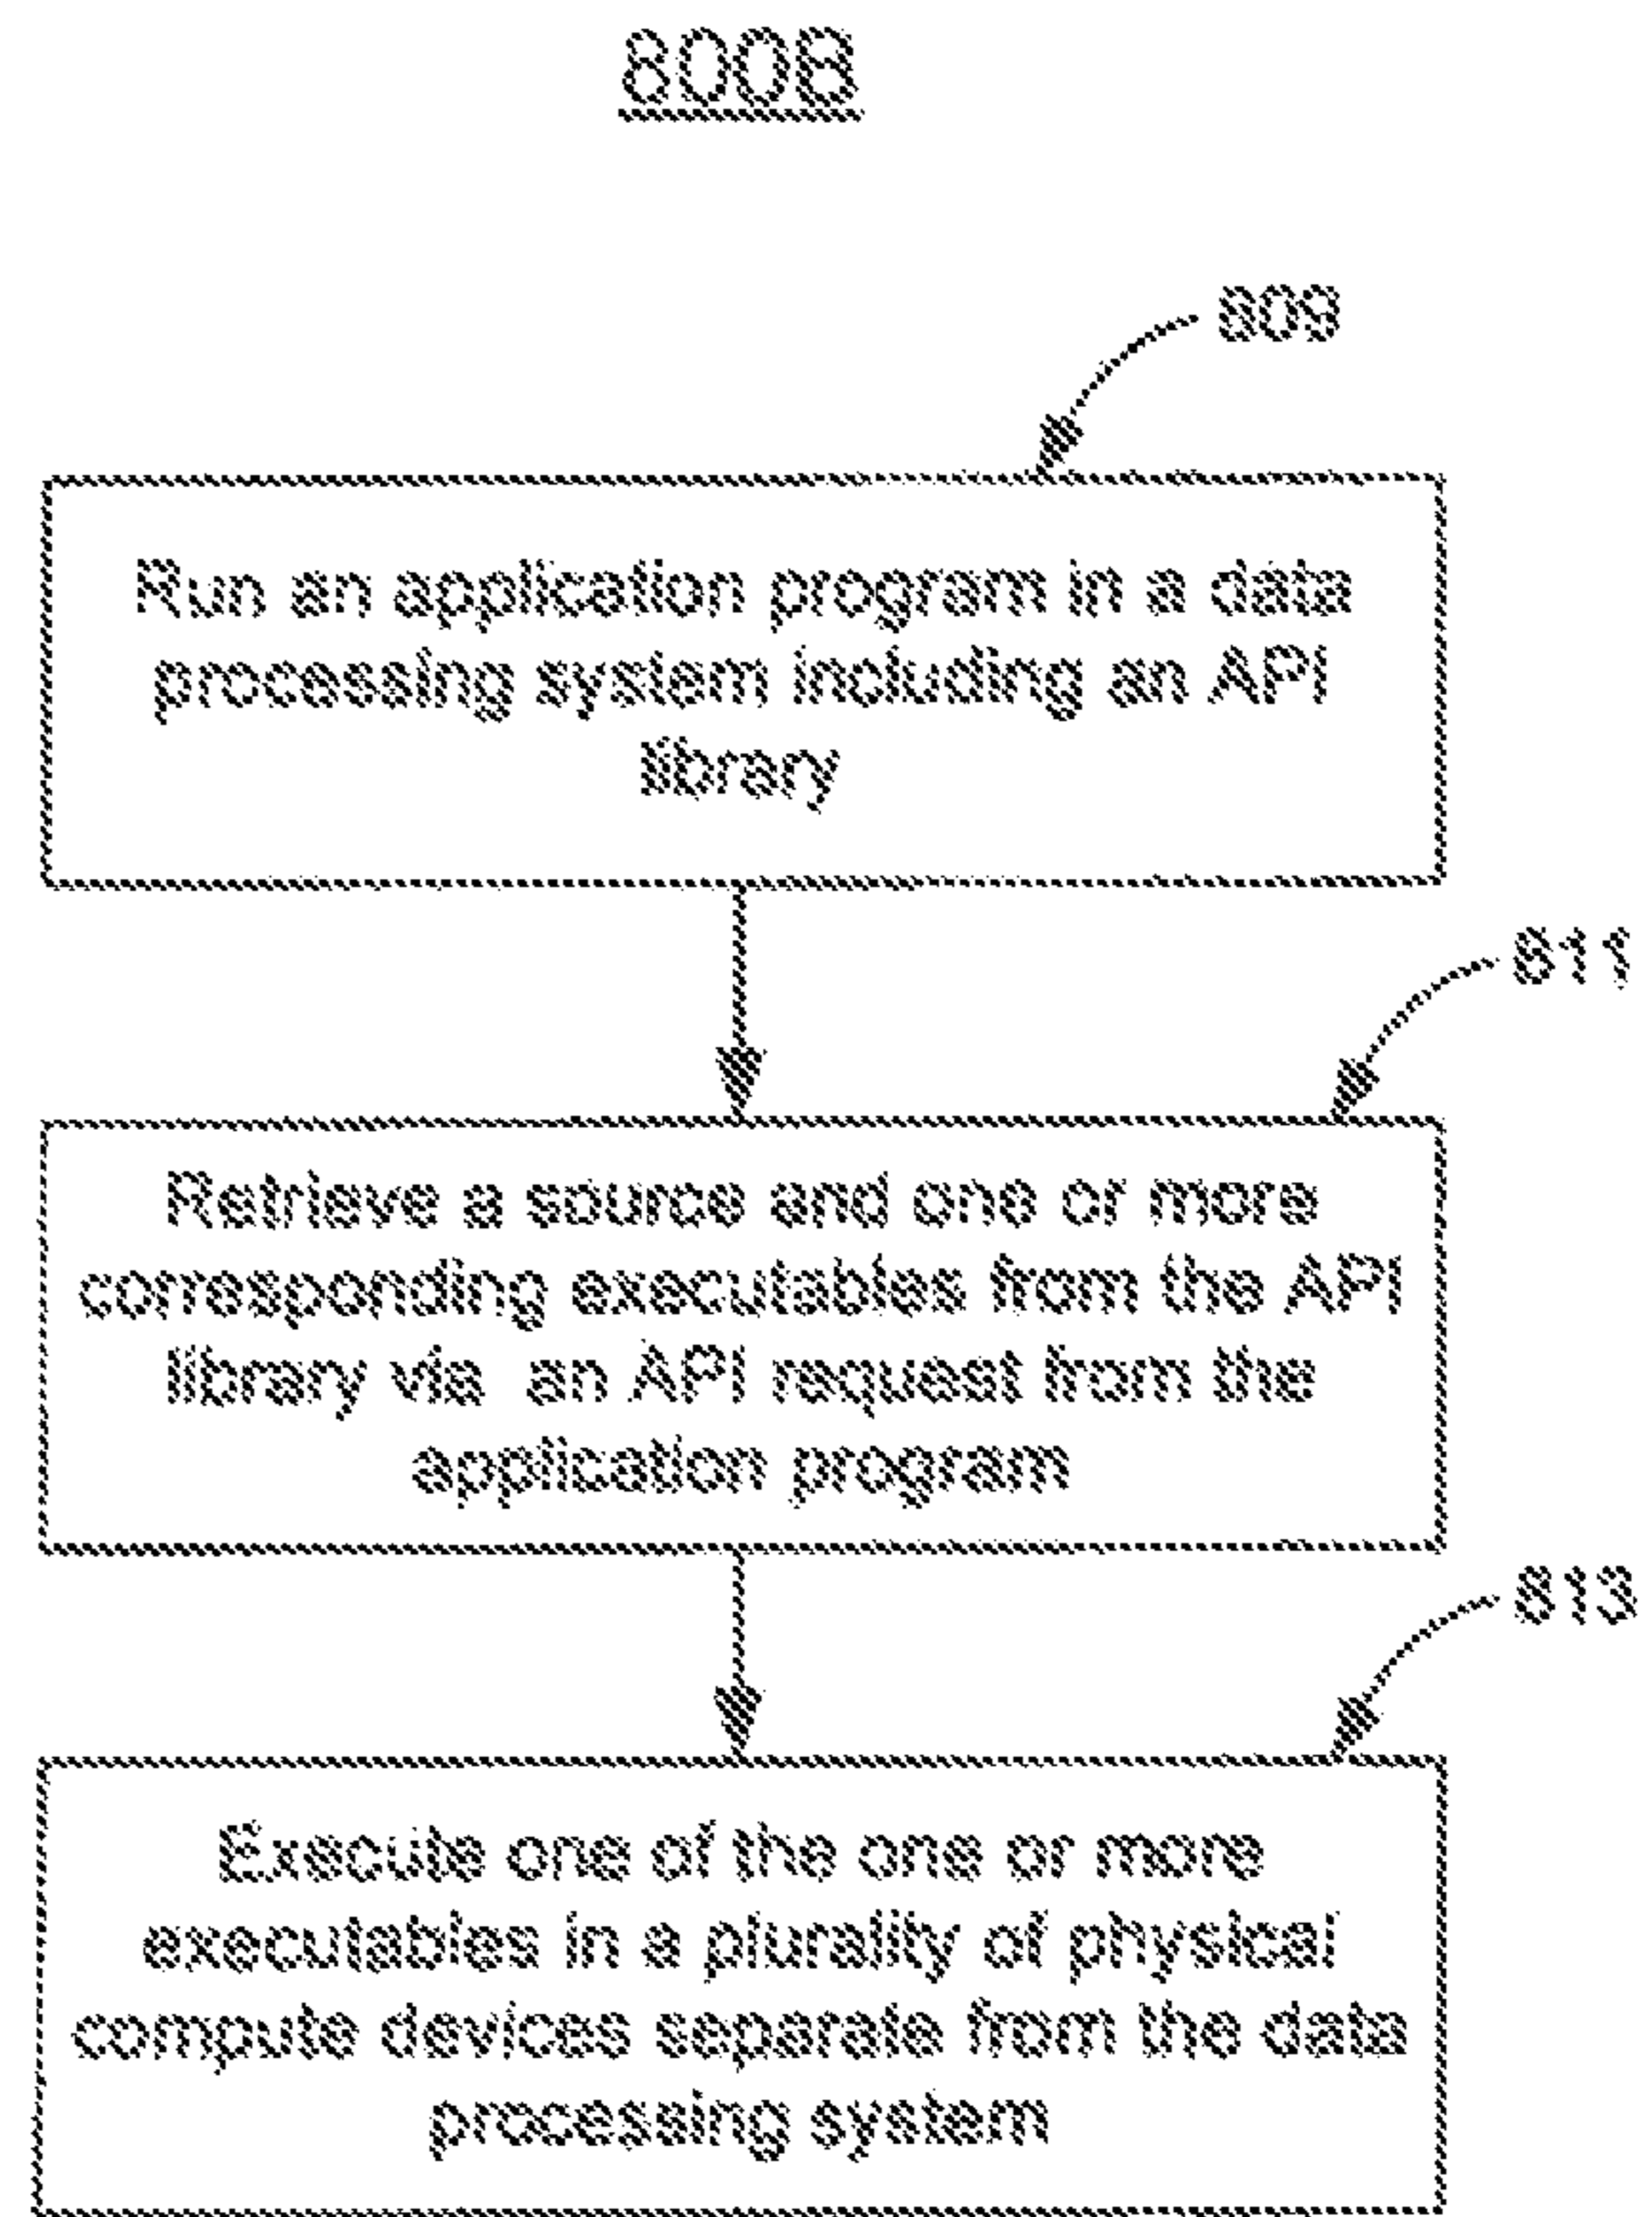 800B
809
Run an application program in a data
processing system including an API
library
811
Retrieve a source and one or more
corresponding executables from the API
library via an API request from the
application program
813
Execute one of the one or more
executables in a plurality of physical
compute devices separate from the data
processing system